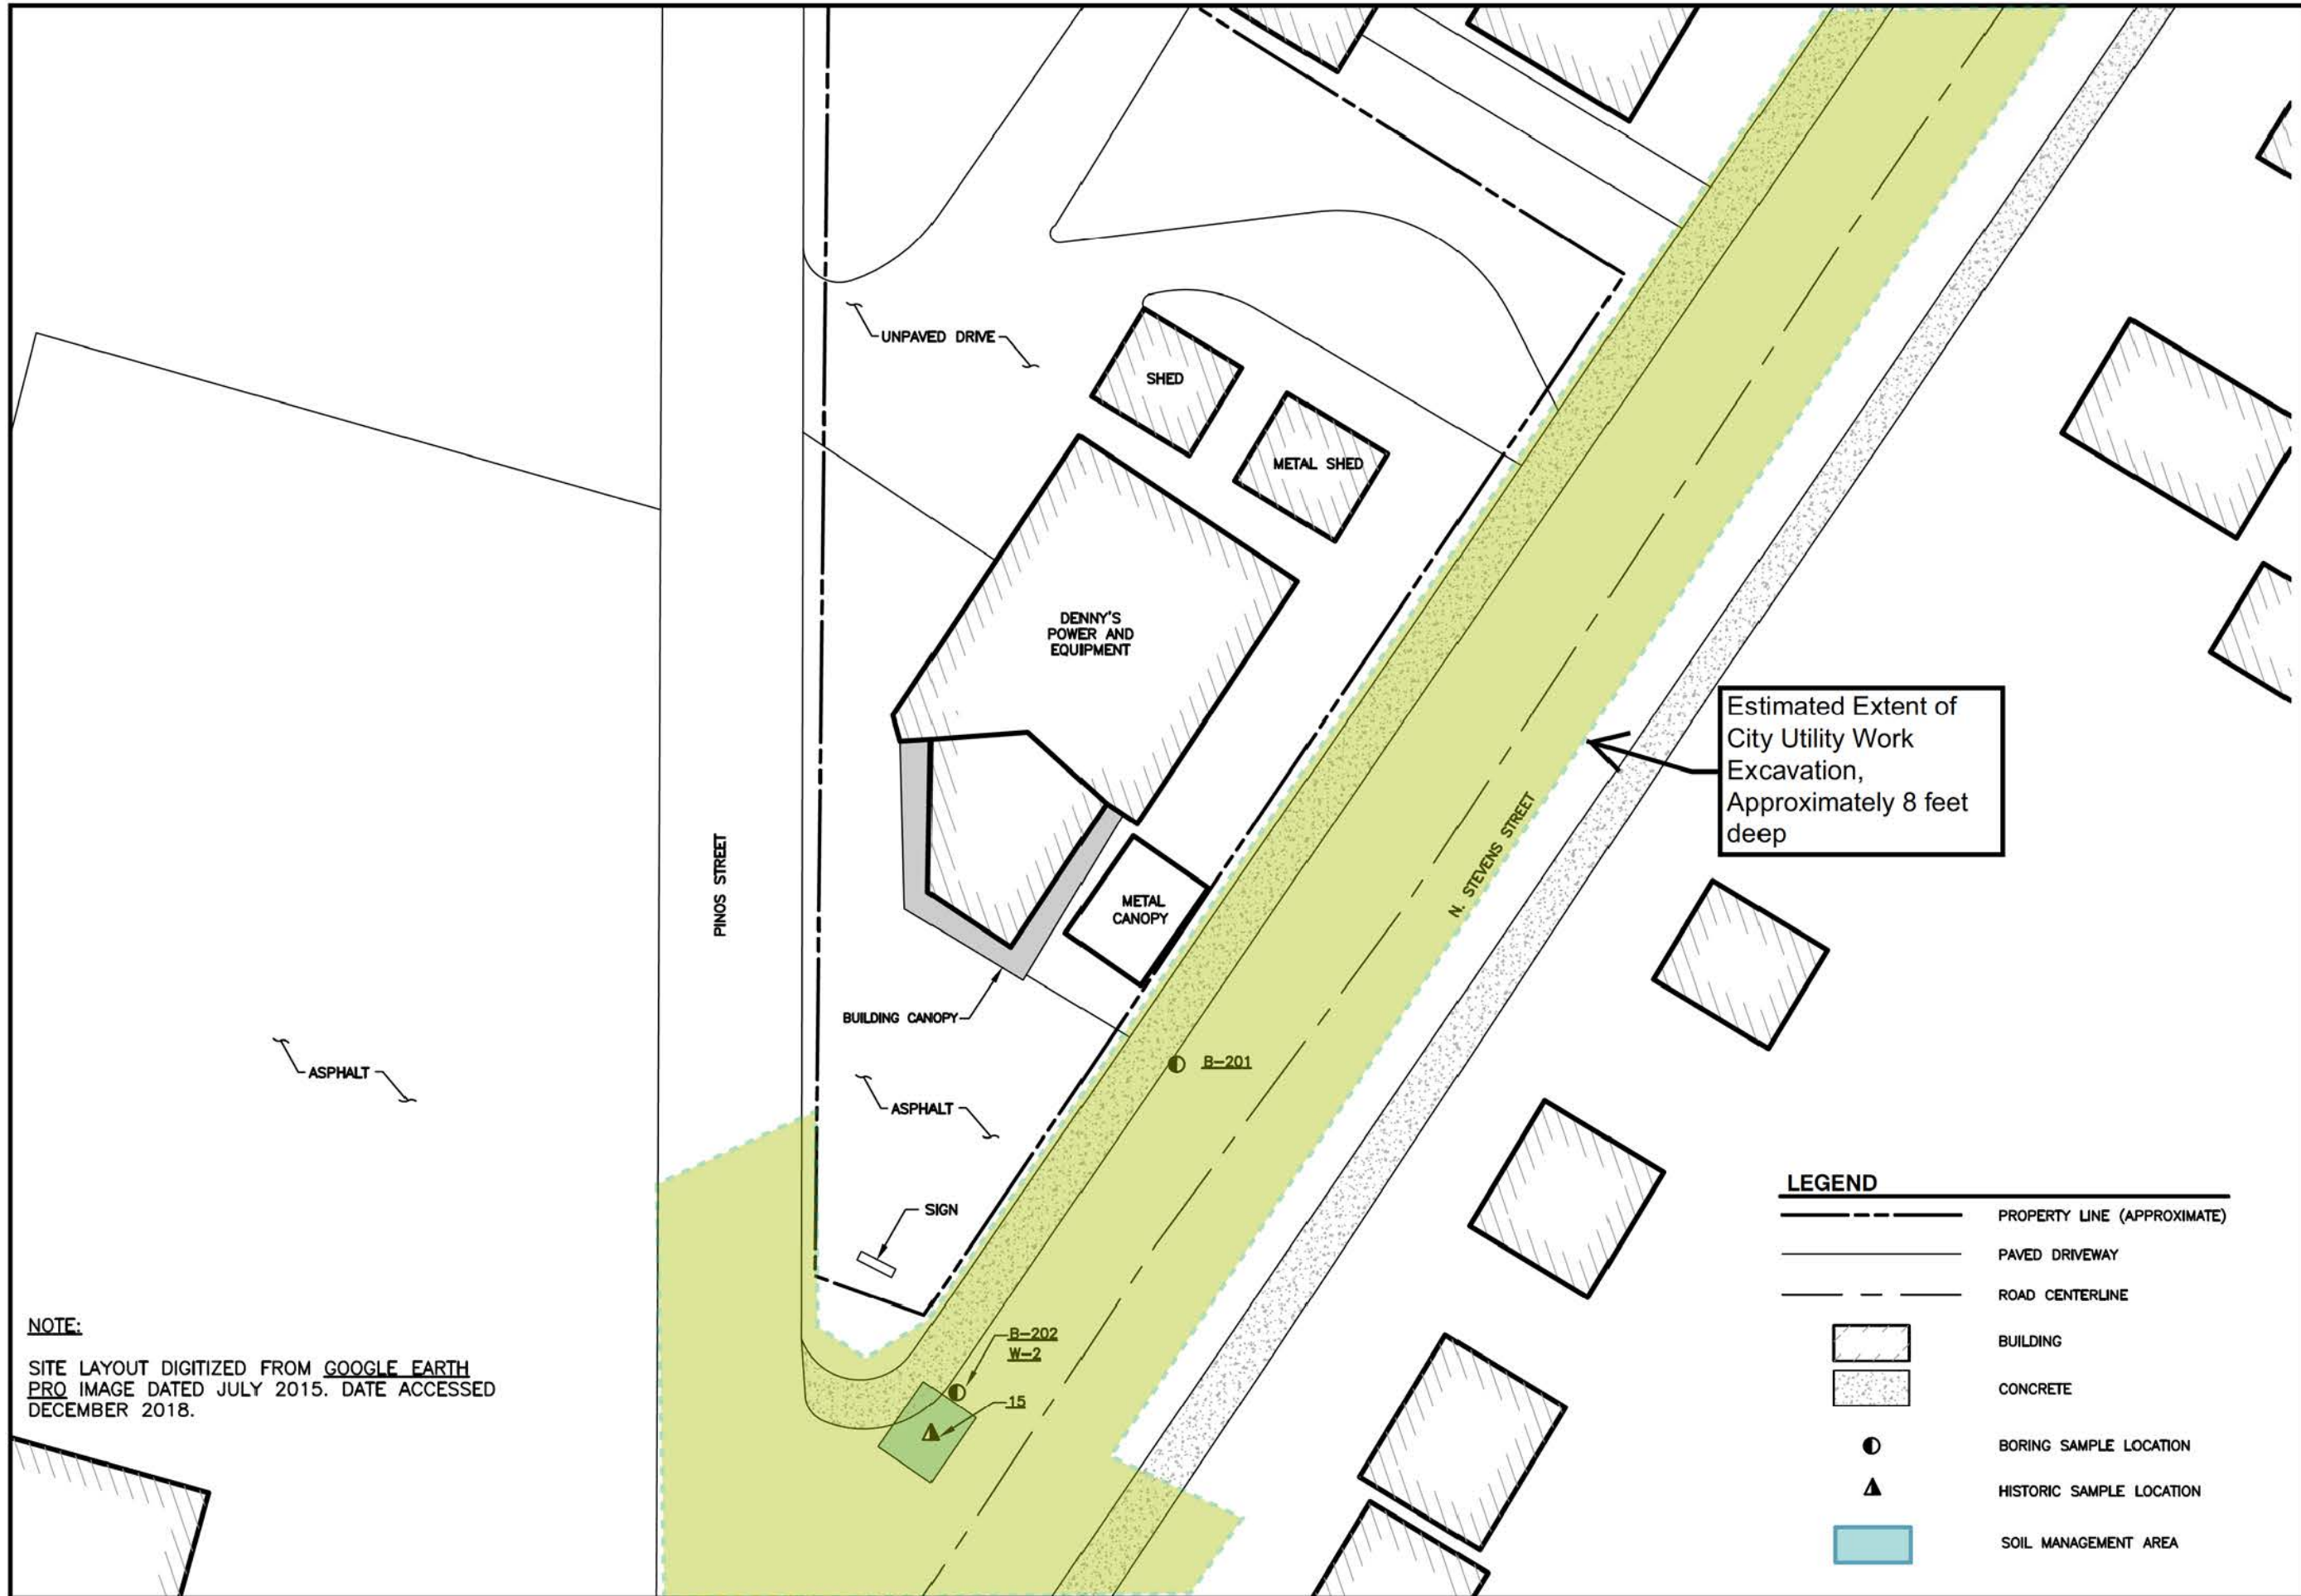 UNPAVED DRIVE
SHED
METAL SHED
DENNY'S
POWER AND
EQUIPMENT
Estimated Extent of
City Utility Work
Excavation,
Approximately 8 feet
deep
PINOS STREET
N. STEVENS STREET
METAL
CANOPY
BUILDING CANOPY
B-201
ASPHALT
ASPHALT
SIGN
B-202
W-2
15
NOTE:
SITE LAYOUT DIGITIZED FROM GOOGLE EARTH
PRO IMAGE DATED JULY 2015. DATE ACCESSED
DECEMBER 2018.
LEGEND
PROPERTY LINE (APPROXIMATE)
PAVED DRIVEWAY
ROAD CENTERLINE
BUILDING
CONCRETE
BORING SAMPLE LOCATION
HISTORIC SAMPLE LOCATION
SOIL MANAGEMENT AREA